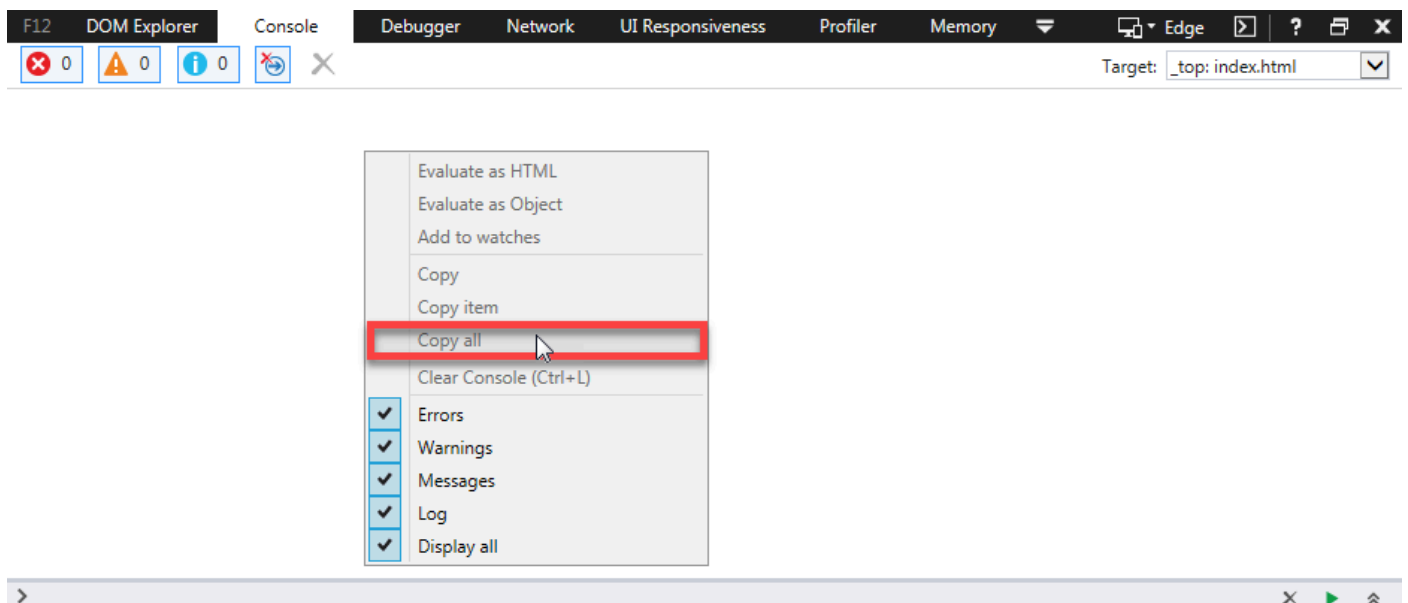 F12 DOM Explorer Console Debugger Network UI Responsiveness Profiler Memory Edge ?
0 0 0 Target: _top: index.html
Evaluate as HTML
Evaluate as Object
Add to watches
Copy
Copy item
Copy all
Clear Console (Ctrl+L)
Errors
Warnings
Messages
Log
Display all